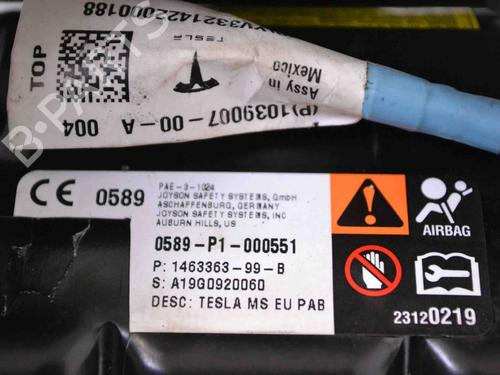 TOP
TESLA
Assy in
Mexico
(P)1039007-00-A 004
B-PARTS
CE 0589
PAE-3-1024
JOYSON SAFETY SYSTEMS, GmbH
ASCHAFFENBURG, GERMANY
JOYSON SAFETY SYSTEMS, INC
AUBURN HILLS, US
0589-P1-000551
P: 1463363-99-B
S: A19G0920060
DESC: TESLA MS EU PAB
AIRBAG
23120219